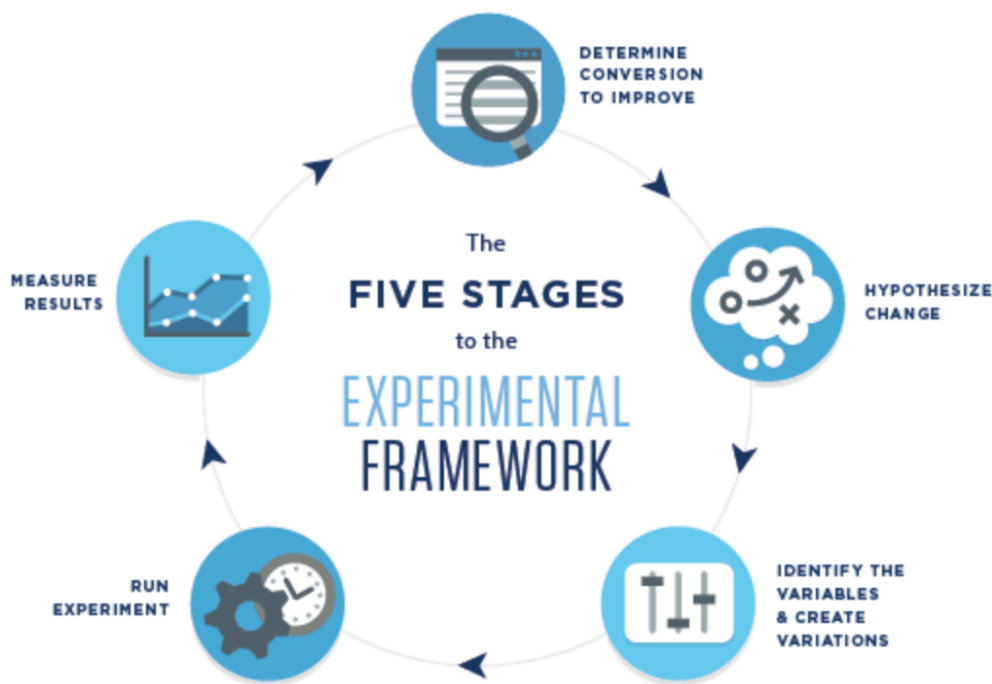 DETERMINE
CONVERSION
TO IMPROVE
The
FIVE STAGES
to the
EXPERIMENTAL
FRAMEWORK
HYPOTHESIZE
CHANGE
IDENTIFY THE
VARIABLES
& CREATE
VARIATIONS
RUN
EXPERIMENT
MEASURE
RESULTS